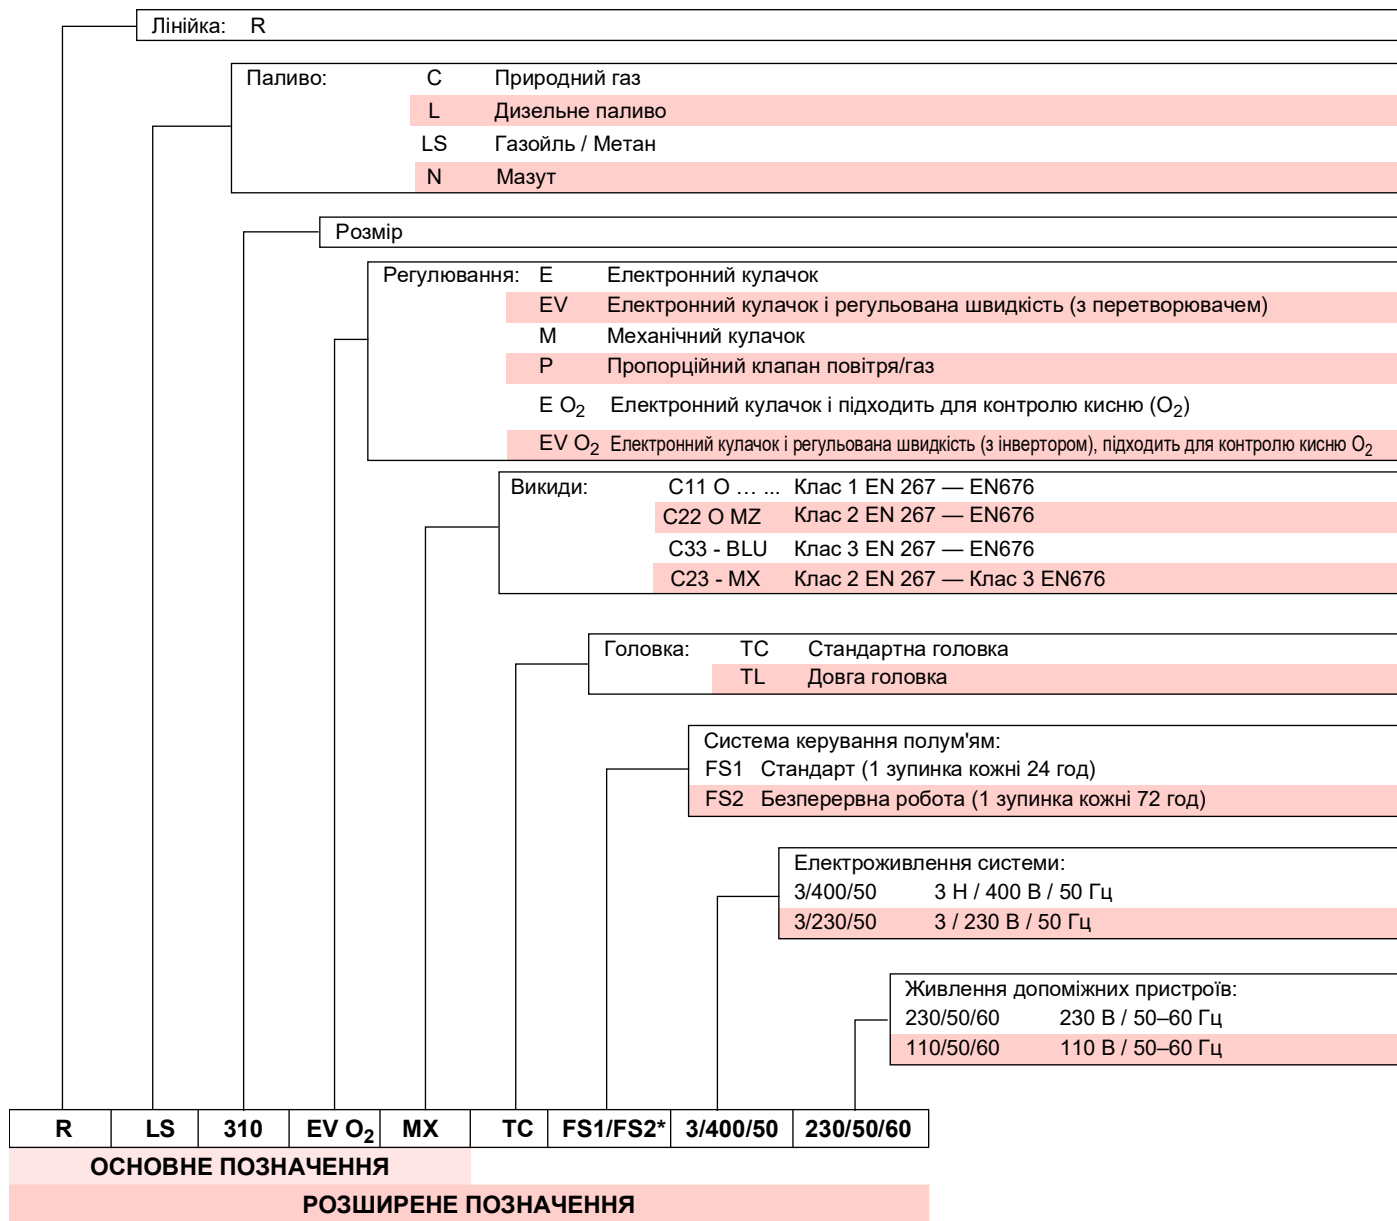 Лінійка: R
Паливо: C Природний газ
L Дизельне паливо
LS Газойль / Метан
N Мазут
Розмір
Регулювання: E Електронний кулачок
EV Електронний кулачок і регульована швидкість (з перетворювачем)
M Механічний кулачок
P Пропорційний клапан повітря/газ
E O₂ Електронний кулачок і підходить для контролю кисню (O₂)
EV O₂ Електронний кулачок і регульована швидкість (з інвертором), підходить для контролю кисню O₂
Викиди: C11 O … ... Клас 1 EN 267 — EN676
C22 O MZ Клас 2 EN 267 — EN676
C33 - BLU Клас 3 EN 267 — EN676
C23 - MX Клас 2 EN 267 — Клас 3 EN676
Головка: TC Стандартна головка
TL Довга головка
Система керування полум'ям:
FS1 Стандарт (1 зупинка кожні 24 год)
FS2 Безперервна робота (1 зупинка кожні 72 год)
Електроживлення системи:
3/400/50 3 Н / 400 В / 50 Гц
3/230/50 3 / 230 В / 50 Гц
Живлення допоміжних пристроїв:
230/50/60 230 В / 50–60 Гц
110/50/60 110 В / 50–60 Гц
R LS 310 EV O₂ MX TC FS1/FS2* 3/400/50 230/50/60
ОСНОВНЕ ПОЗНАЧЕННЯ
РОЗШИРЕНЕ ПОЗНАЧЕННЯ